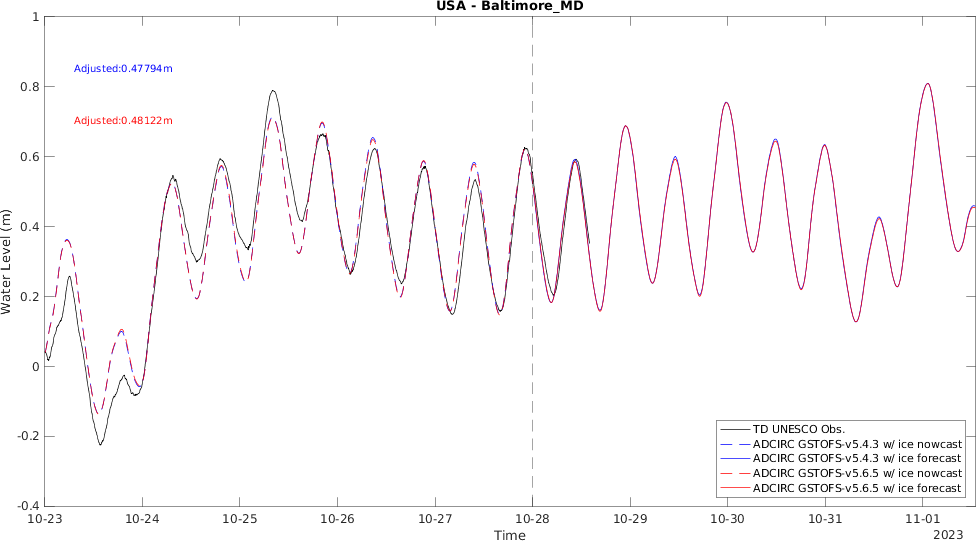 USA - Baltimore_MD
1
0.8
0.6
0.4
0.2
0
-0.2
-0.4
Water Level (m)
Adjusted:0.47794m
Adjusted:0.48122m
TD UNESCO Obs.
ADCIRC GSTOFS-v5.4.3 w/ ice nowcast
ADCIRC GSTOFS-v5.4.3 w/ ice forecast
ADCIRC GSTOFS-v5.6.5 w/ ice nowcast
ADCIRC GSTOFS-v5.6.5 w/ ice forecast
10-23 10-24 10-25 10-26 10-27 10-28 10-29 10-30 10-31 11-01
Time
2023